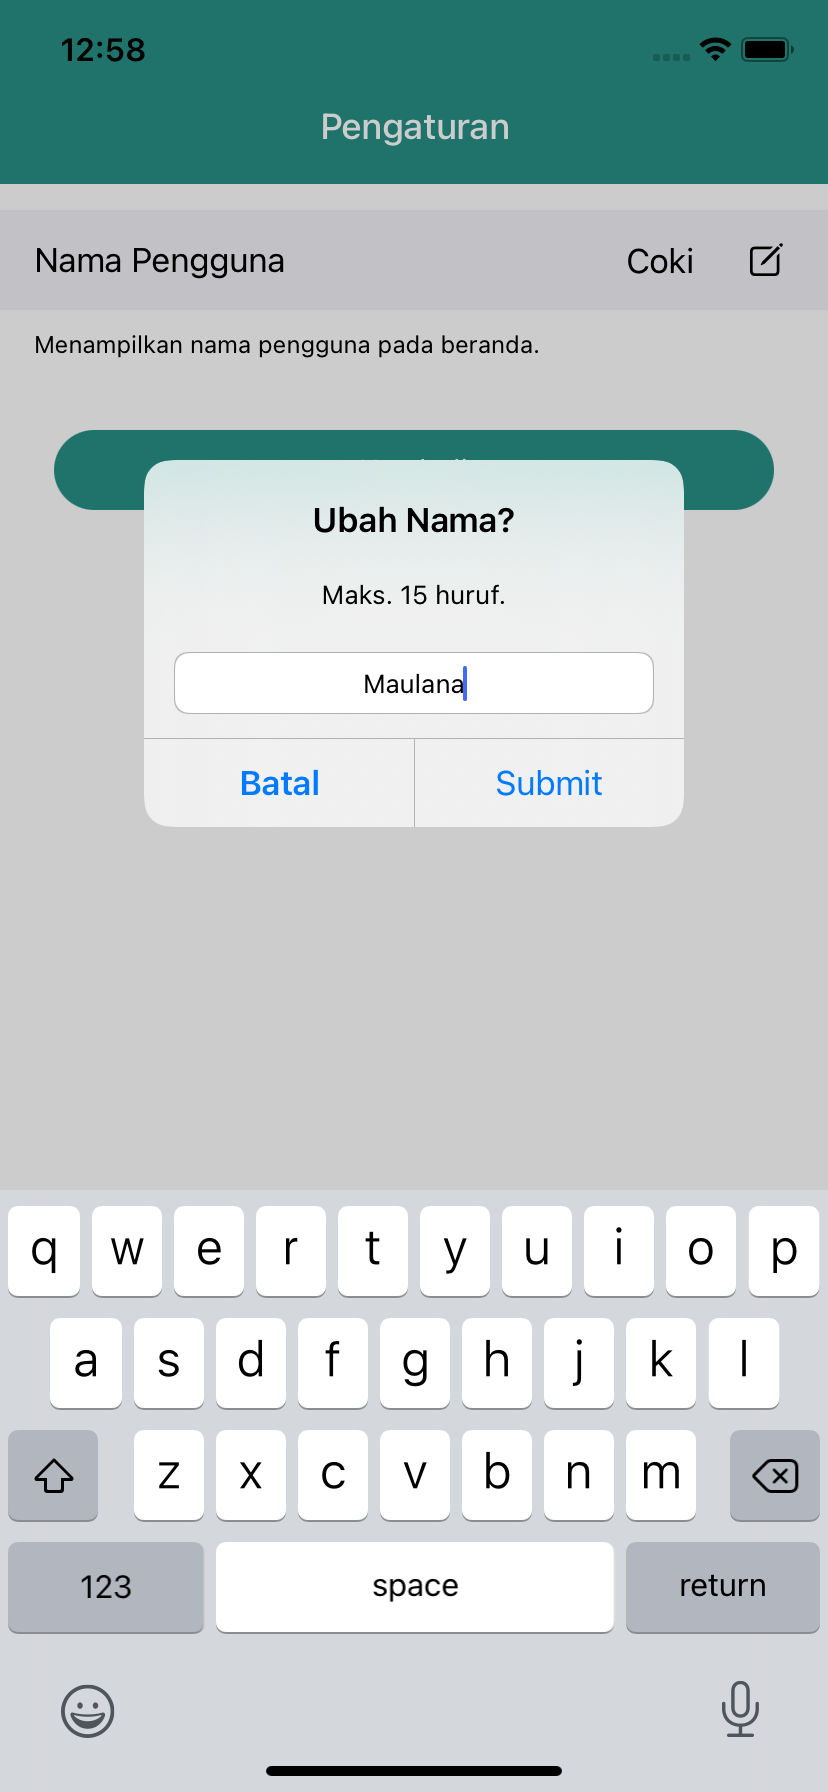 12:58
Pengaturan
Nama Pengguna Coki
Menampilkan nama pengguna pada beranda.
Ubah Nama?
Maks. 15 huruf.
Maulana
Batal Submit
q w e r t y u i o p
a s d f g h j k l
z x c v b n m
123 space return